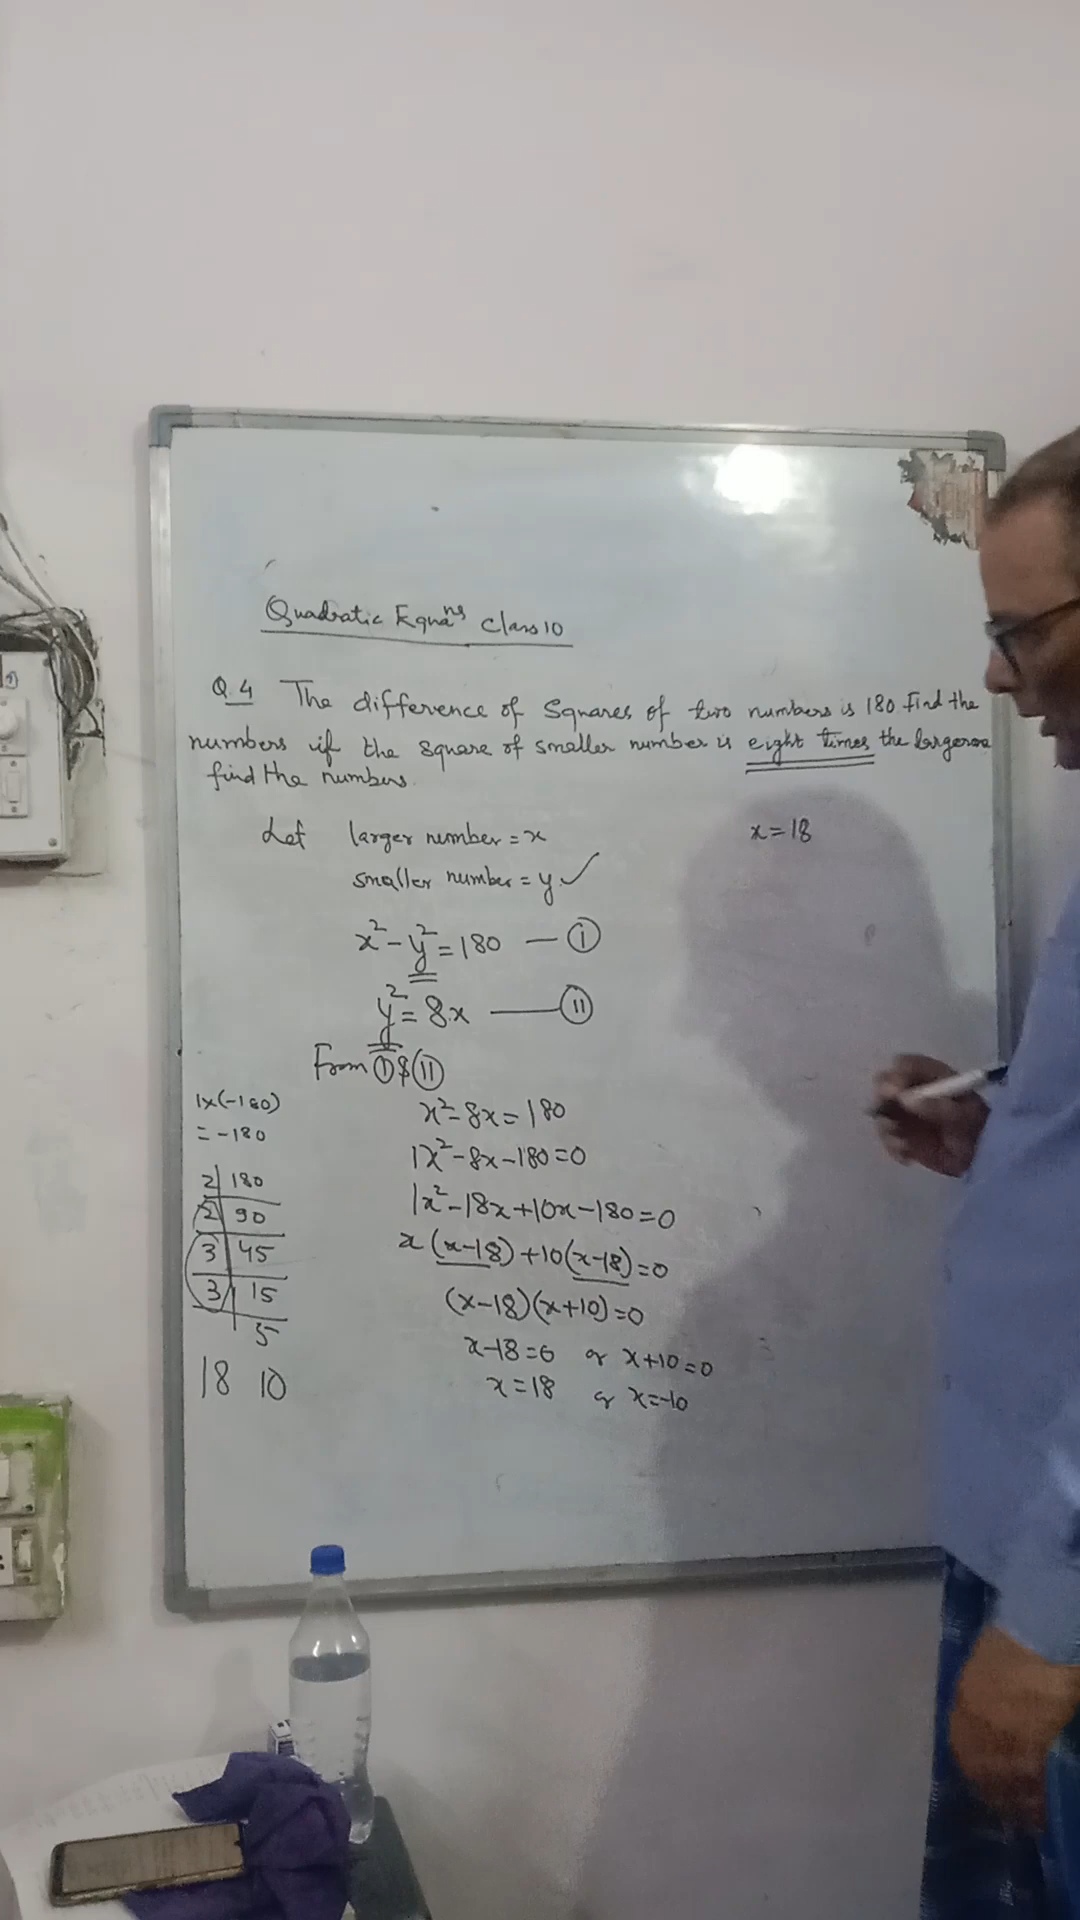 Quadratic Equaⁿˢ Class 10
Q.4 The difference of Squares of two numbers is 180 Find the
numbers if the square of smaller number is eight times the larger one
find the numbers.
Let larger number = x
smaller number = y ✓
x² - y² = 180 — (I)
y² = 8x — (II)
From (I) & (II)
x² - 8x = 180
1x² - 8x - 180 = 0
1x² - 18x + 10x - 180 = 0
x (x-18) + 10 (x-18) = 0
(x-18)(x+10) = 0
x-18 = 0 or x+10 = 0
x = 18 or x = -10
1x(-180)
= -180
2 | 180
2 | 90
3 | 45
3 | 15
5
18 10
x = 18